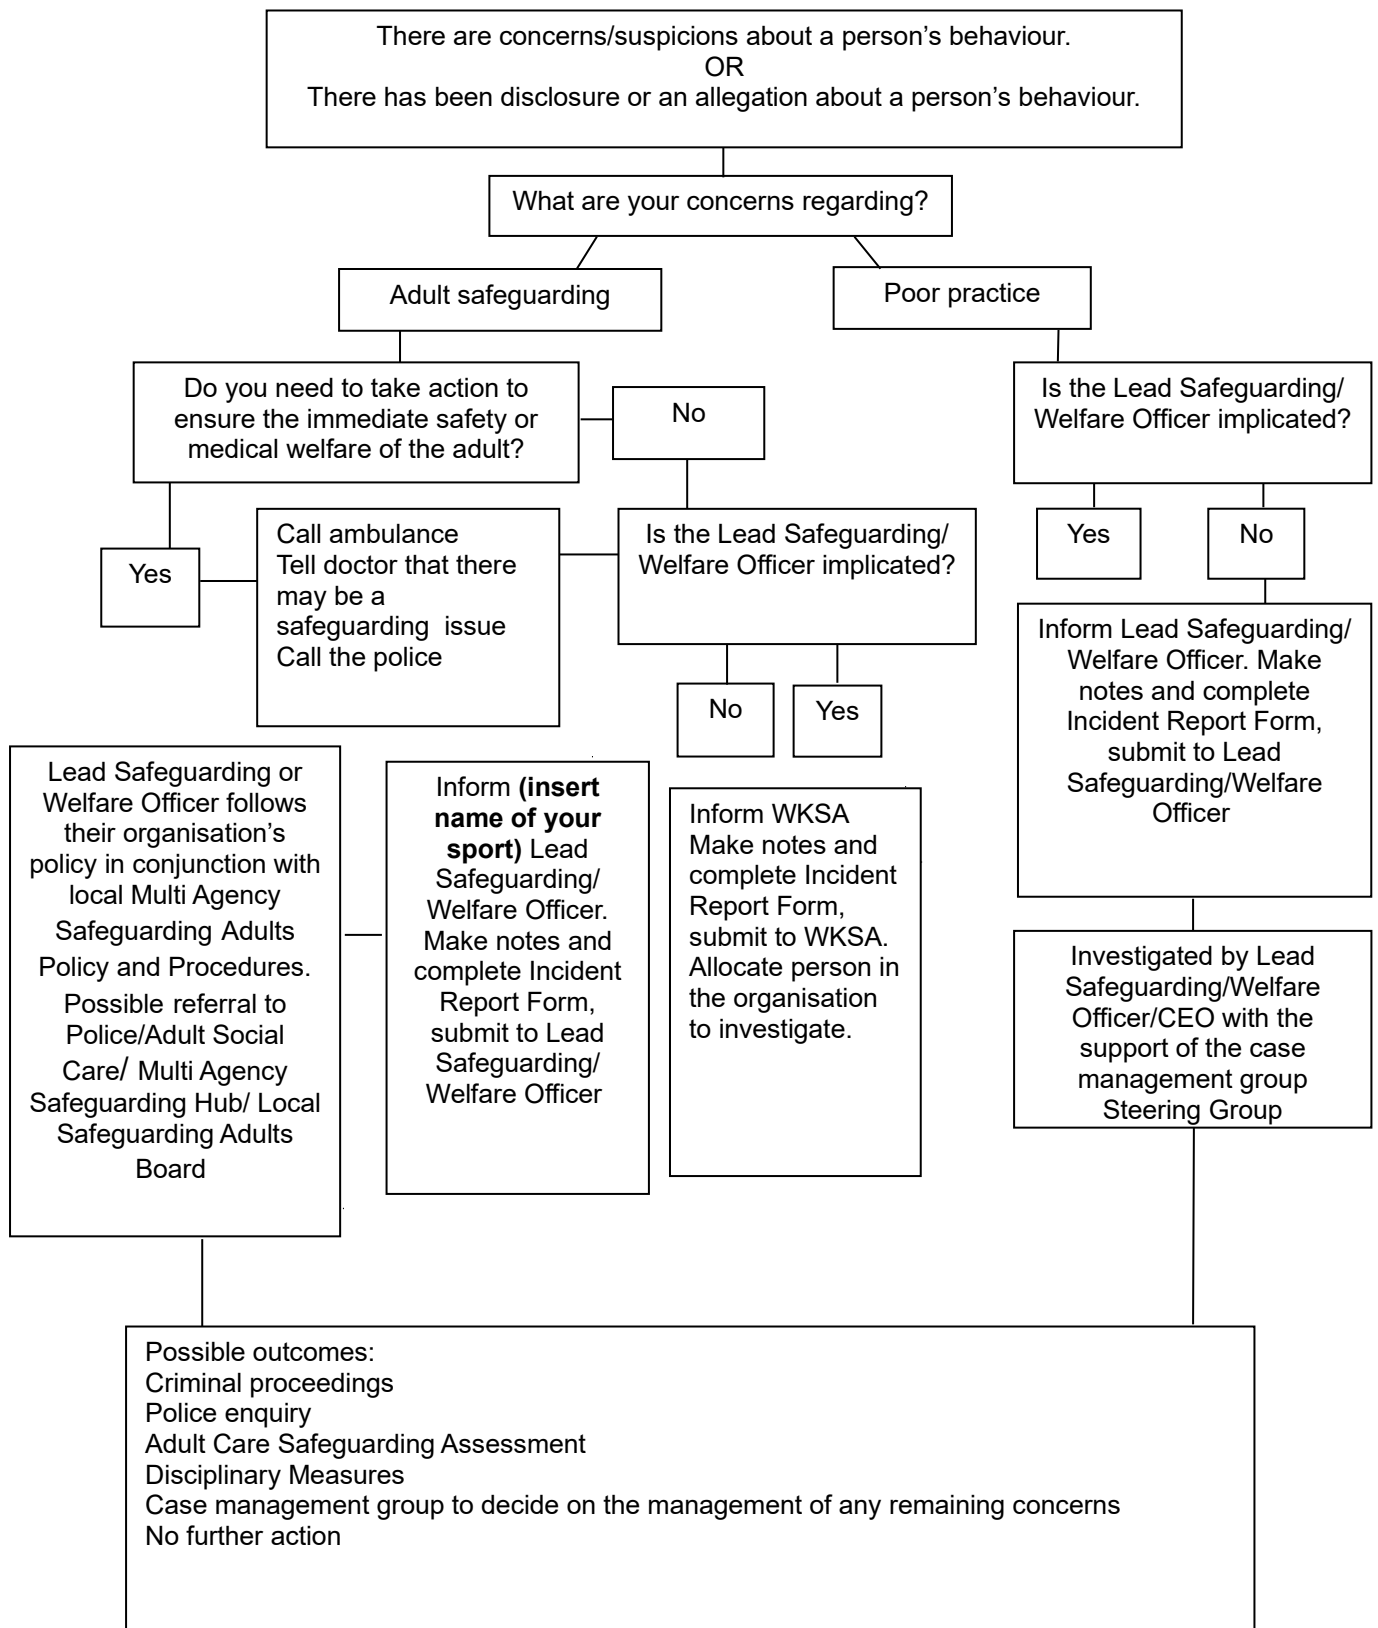 There are concerns/suspicions about a person’s behaviour.
OR
There has been disclosure or an allegation about a person’s behaviour.
What are your concerns regarding?
Adult safeguarding
Poor practice
Do you need to take action to
ensure the immediate safety or
medical welfare of the adult?
No
Is the Lead Safeguarding/
Welfare Officer implicated?
Yes
Call ambulance
Tell doctor that there
may be a
safeguarding issue
Call the police
Is the Lead Safeguarding/
Welfare Officer implicated?
Yes
No
No
Yes
Inform Lead Safeguarding/
Welfare Officer. Make
notes and complete
Incident Report Form,
submit to Lead
Safeguarding/Welfare
Officer
Lead Safeguarding or
Welfare Officer follows
their organisation’s
policy in conjunction with
local Multi Agency
Safeguarding Adults
Policy and Procedures.
Possible referral to
Police/Adult Social
Care/ Multi Agency
Safeguarding Hub/ Local
Safeguarding Adults
Board
Inform (insert
name of your
sport) Lead
Safeguarding/
Welfare Officer.
Make notes and
complete Incident
Report Form,
submit to Lead
Safeguarding/
Welfare Officer
Inform WKSA
Make notes and
complete Incident
Report Form,
submit to WKSA.
Allocate person in
the organisation
to investigate.
Investigated by Lead
Safeguarding/Welfare
Officer/CEO with the
support of the case
management group
Steering Group
Possible outcomes:
Criminal proceedings
Police enquiry
Adult Care Safeguarding Assessment
Disciplinary Measures
Case management group to decide on the management of any remaining concerns
No further action